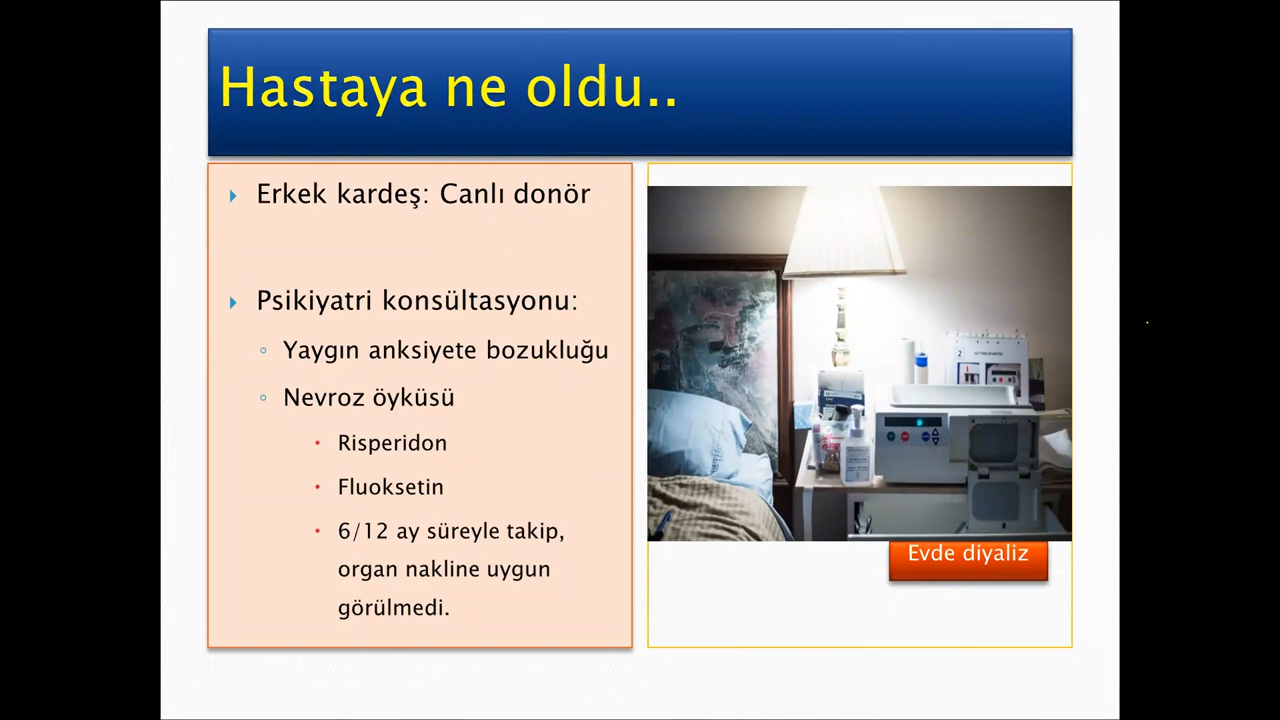 Hastaya ne oldu..
Erkek kardeş: Canlı donör
Psikiyatri konsültasyonu:
Yaygın anksiyete bozukluğu
Nevroz öyküsü
Risperidon
Fluoksetin
6/12 ay süreyle takip,
organ nakline uygun
görülmedi.
2
Evde diyaliz